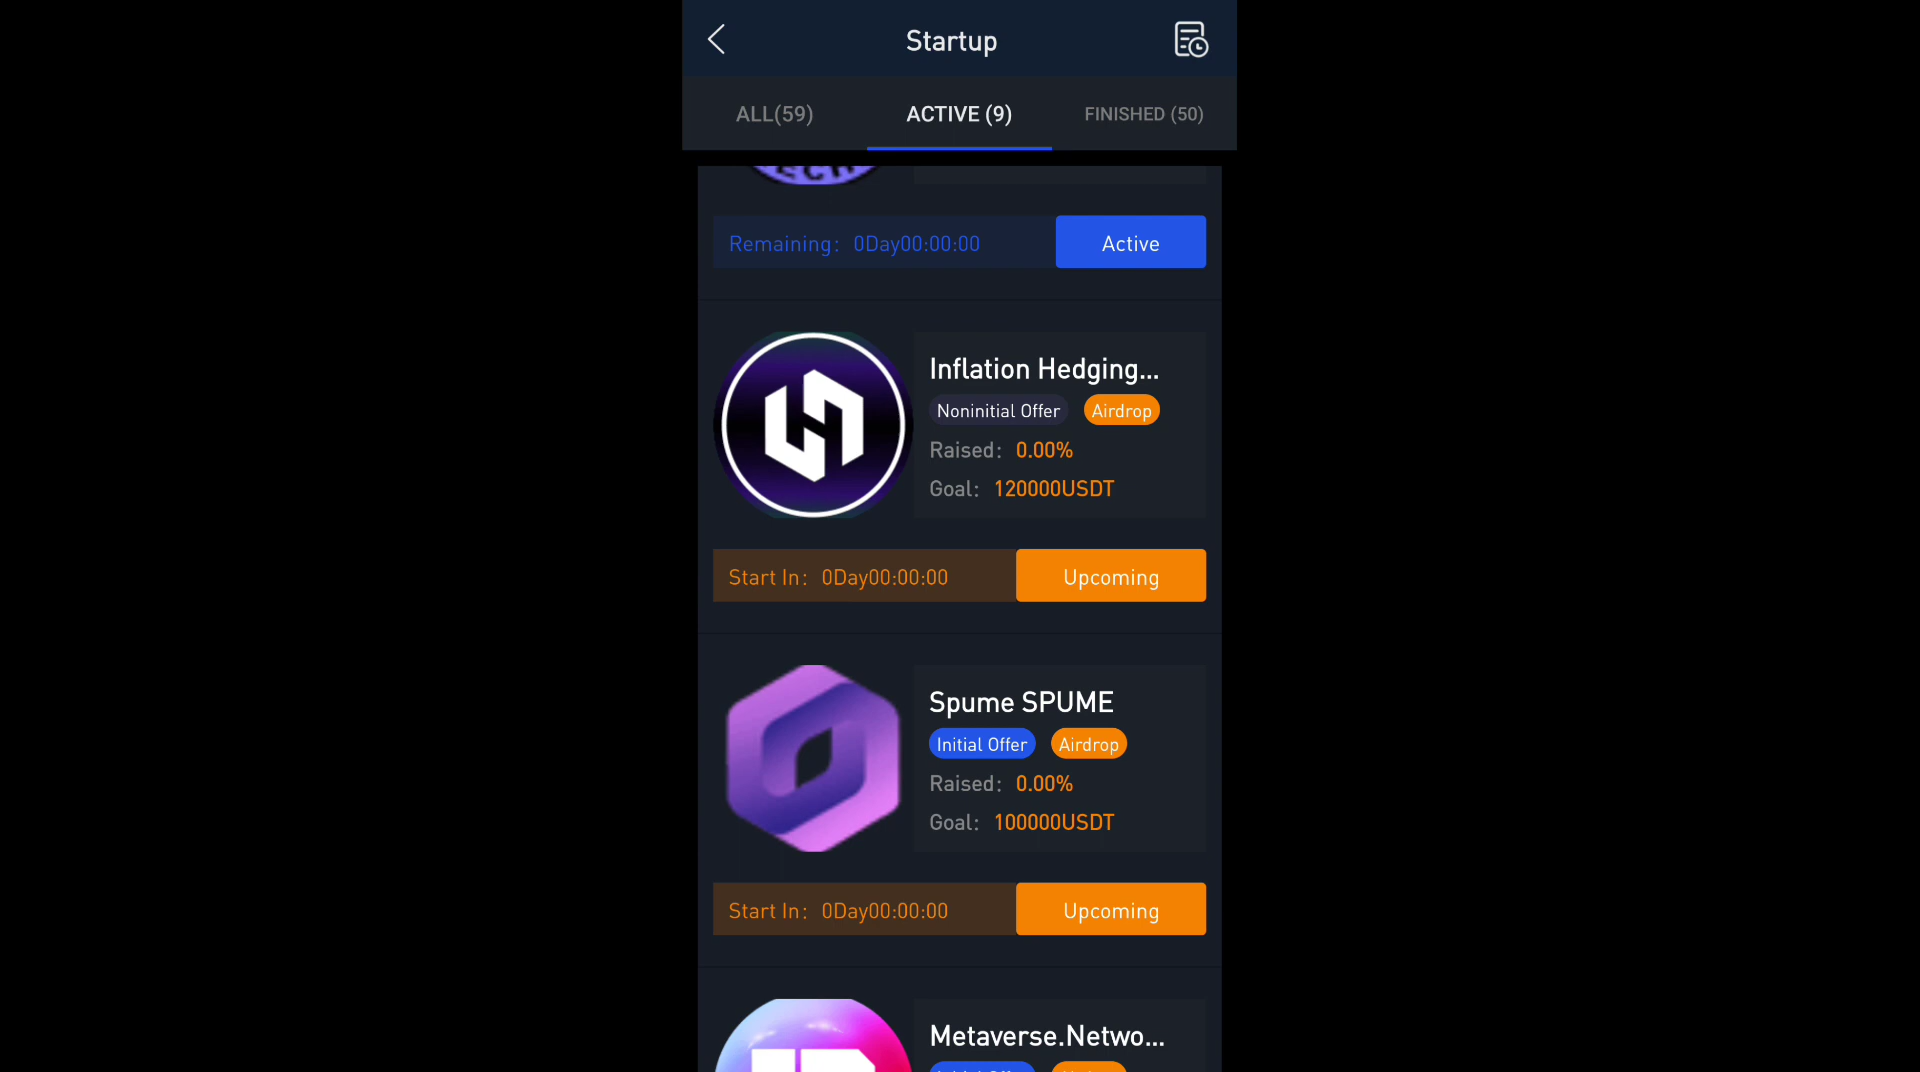 Startup
ALL(59)
ACTIVE (9)
FINISHED (50)
Remaining: 0Day00:00:00
Active
Inflation Hedging...
Noninitial Offer
Airdrop
Raised: 0.00%
Goal: 120000USDT
Start In: 0Day00:00:00
Upcoming
Spume SPUME
Initial Offer
Airdrop
Raised: 0.00%
Goal: 100000USDT
Start In: 0Day00:00:00
Upcoming
Metaverse.Netwo...